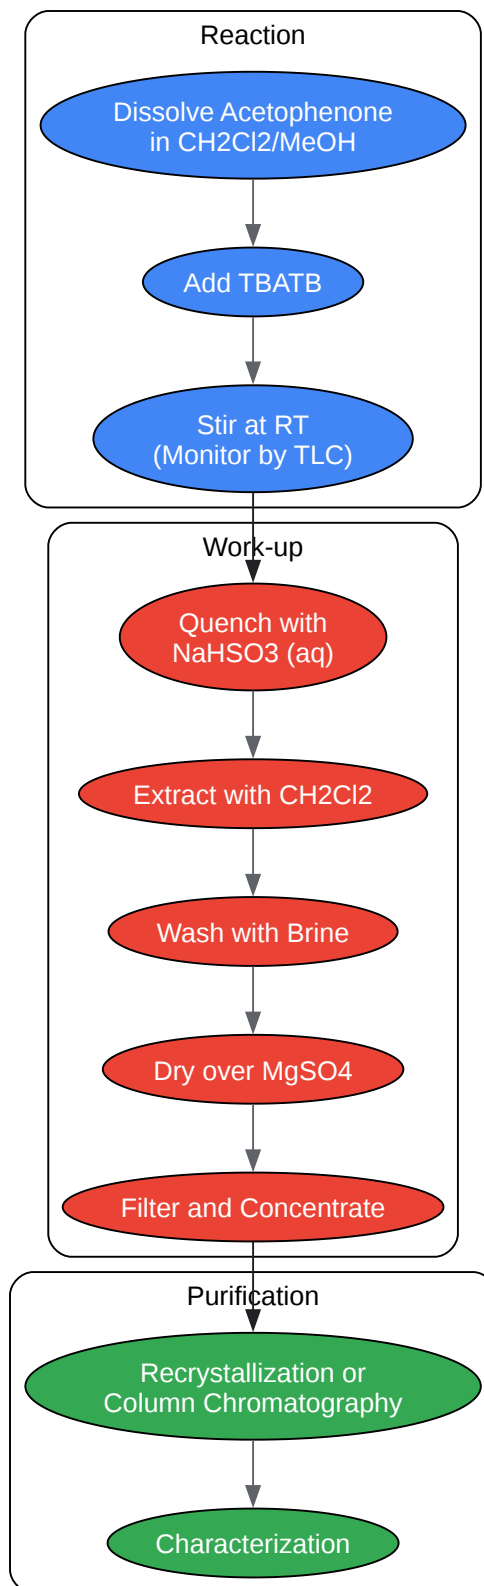 Reaction
Dissolve Acetophenone
in CH2Cl2/MeOH
Add TBATB
Stir at RT
(Monitor by TLC)
Work-up
Quench with
NaHSO3 (aq)
Extract with CH2Cl2
Wash with Brine
Dry over MgSO4
Filter and Concentrate
Purification
Recrystallization or
Column Chromatography
Characterization